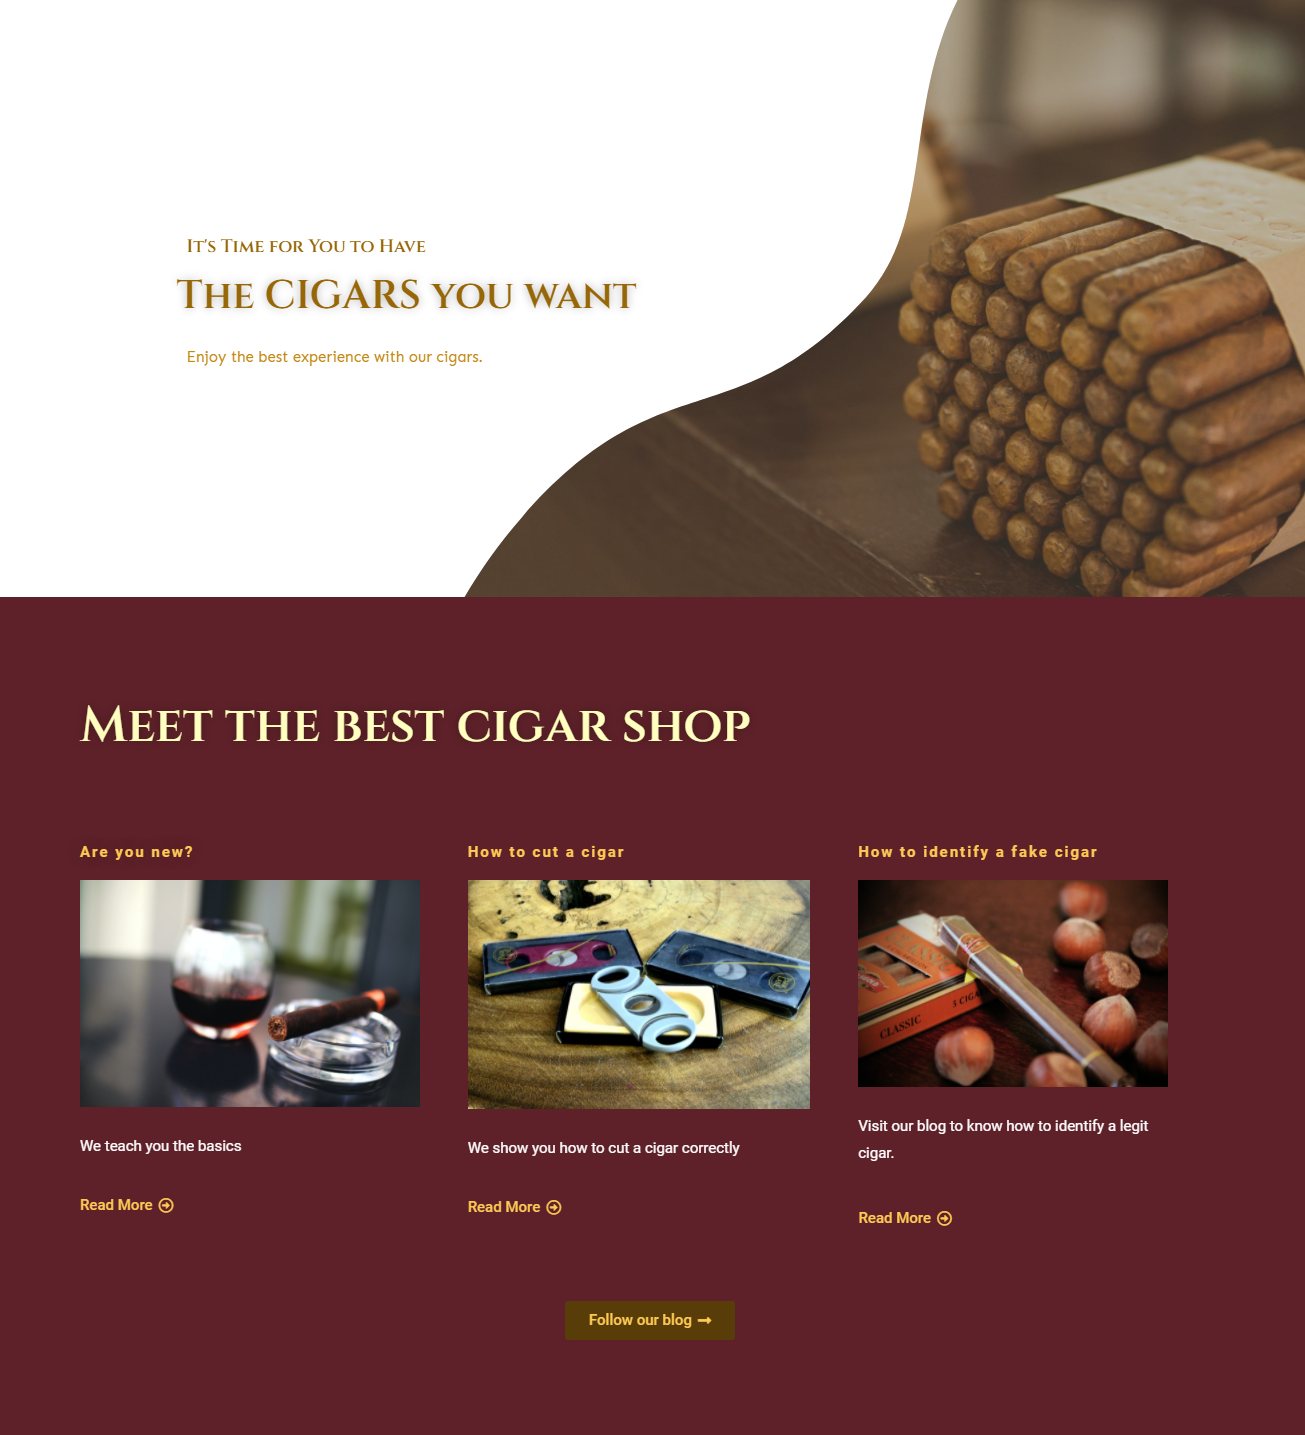 It's Time for You to Have
The CIGARS you want
Enjoy the best experience with our cigars.
Meet the best cigar shop
Are you new?
How to cut a cigar
How to identify a fake cigar
CLASSIC
We teach you the basics
We show you how to cut a cigar correctly
Visit our blog to know how to identify a legit
cigar.
Read More
Read More
Read More
Follow our blog